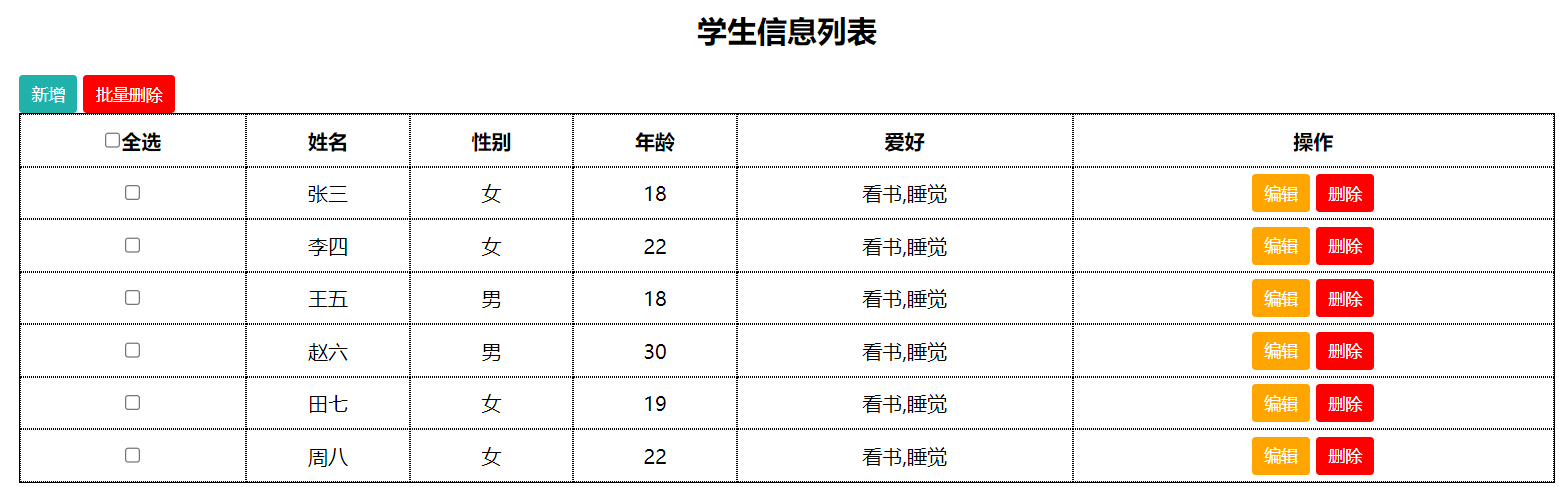 学生信息列表
新增 批量删除
全选 姓名 性别 年龄 爱好 操作
张三 女 18 看书,睡觉 编辑 删除
李四 女 22 看书,睡觉 编辑 删除
王五 男 18 看书,睡觉 编辑 删除
赵六 男 30 看书,睡觉 编辑 删除
田七 女 19 看书,睡觉 编辑 删除
周八 女 22 看书,睡觉 编辑 删除